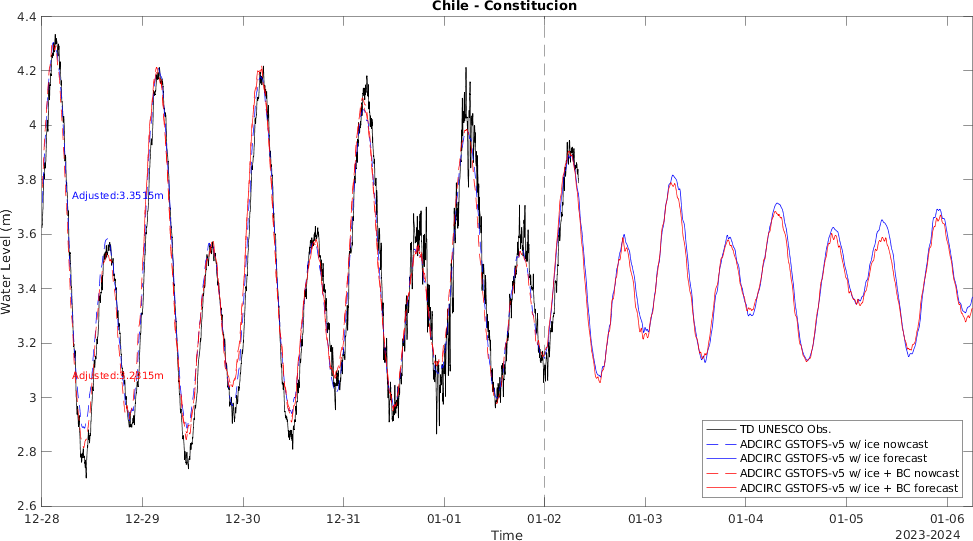 Chile - Constitucion
4.4
4.2
4
3.8
3.6
3.4
3.2
3
2.8
2.6
Water Level (m)
Adjusted:3.3515m
Adjusted:3.2815m
TD UNESCO Obs.
ADCIRC GSTOFS-v5 w/ ice nowcast
ADCIRC GSTOFS-v5 w/ ice forecast
ADCIRC GSTOFS-v5 w/ ice + BC nowcast
ADCIRC GSTOFS-v5 w/ ice + BC forecast
12-28 12-29 12-30 12-31 01-01 01-02 01-03 01-04 01-05 01-06
Time
2023-2024